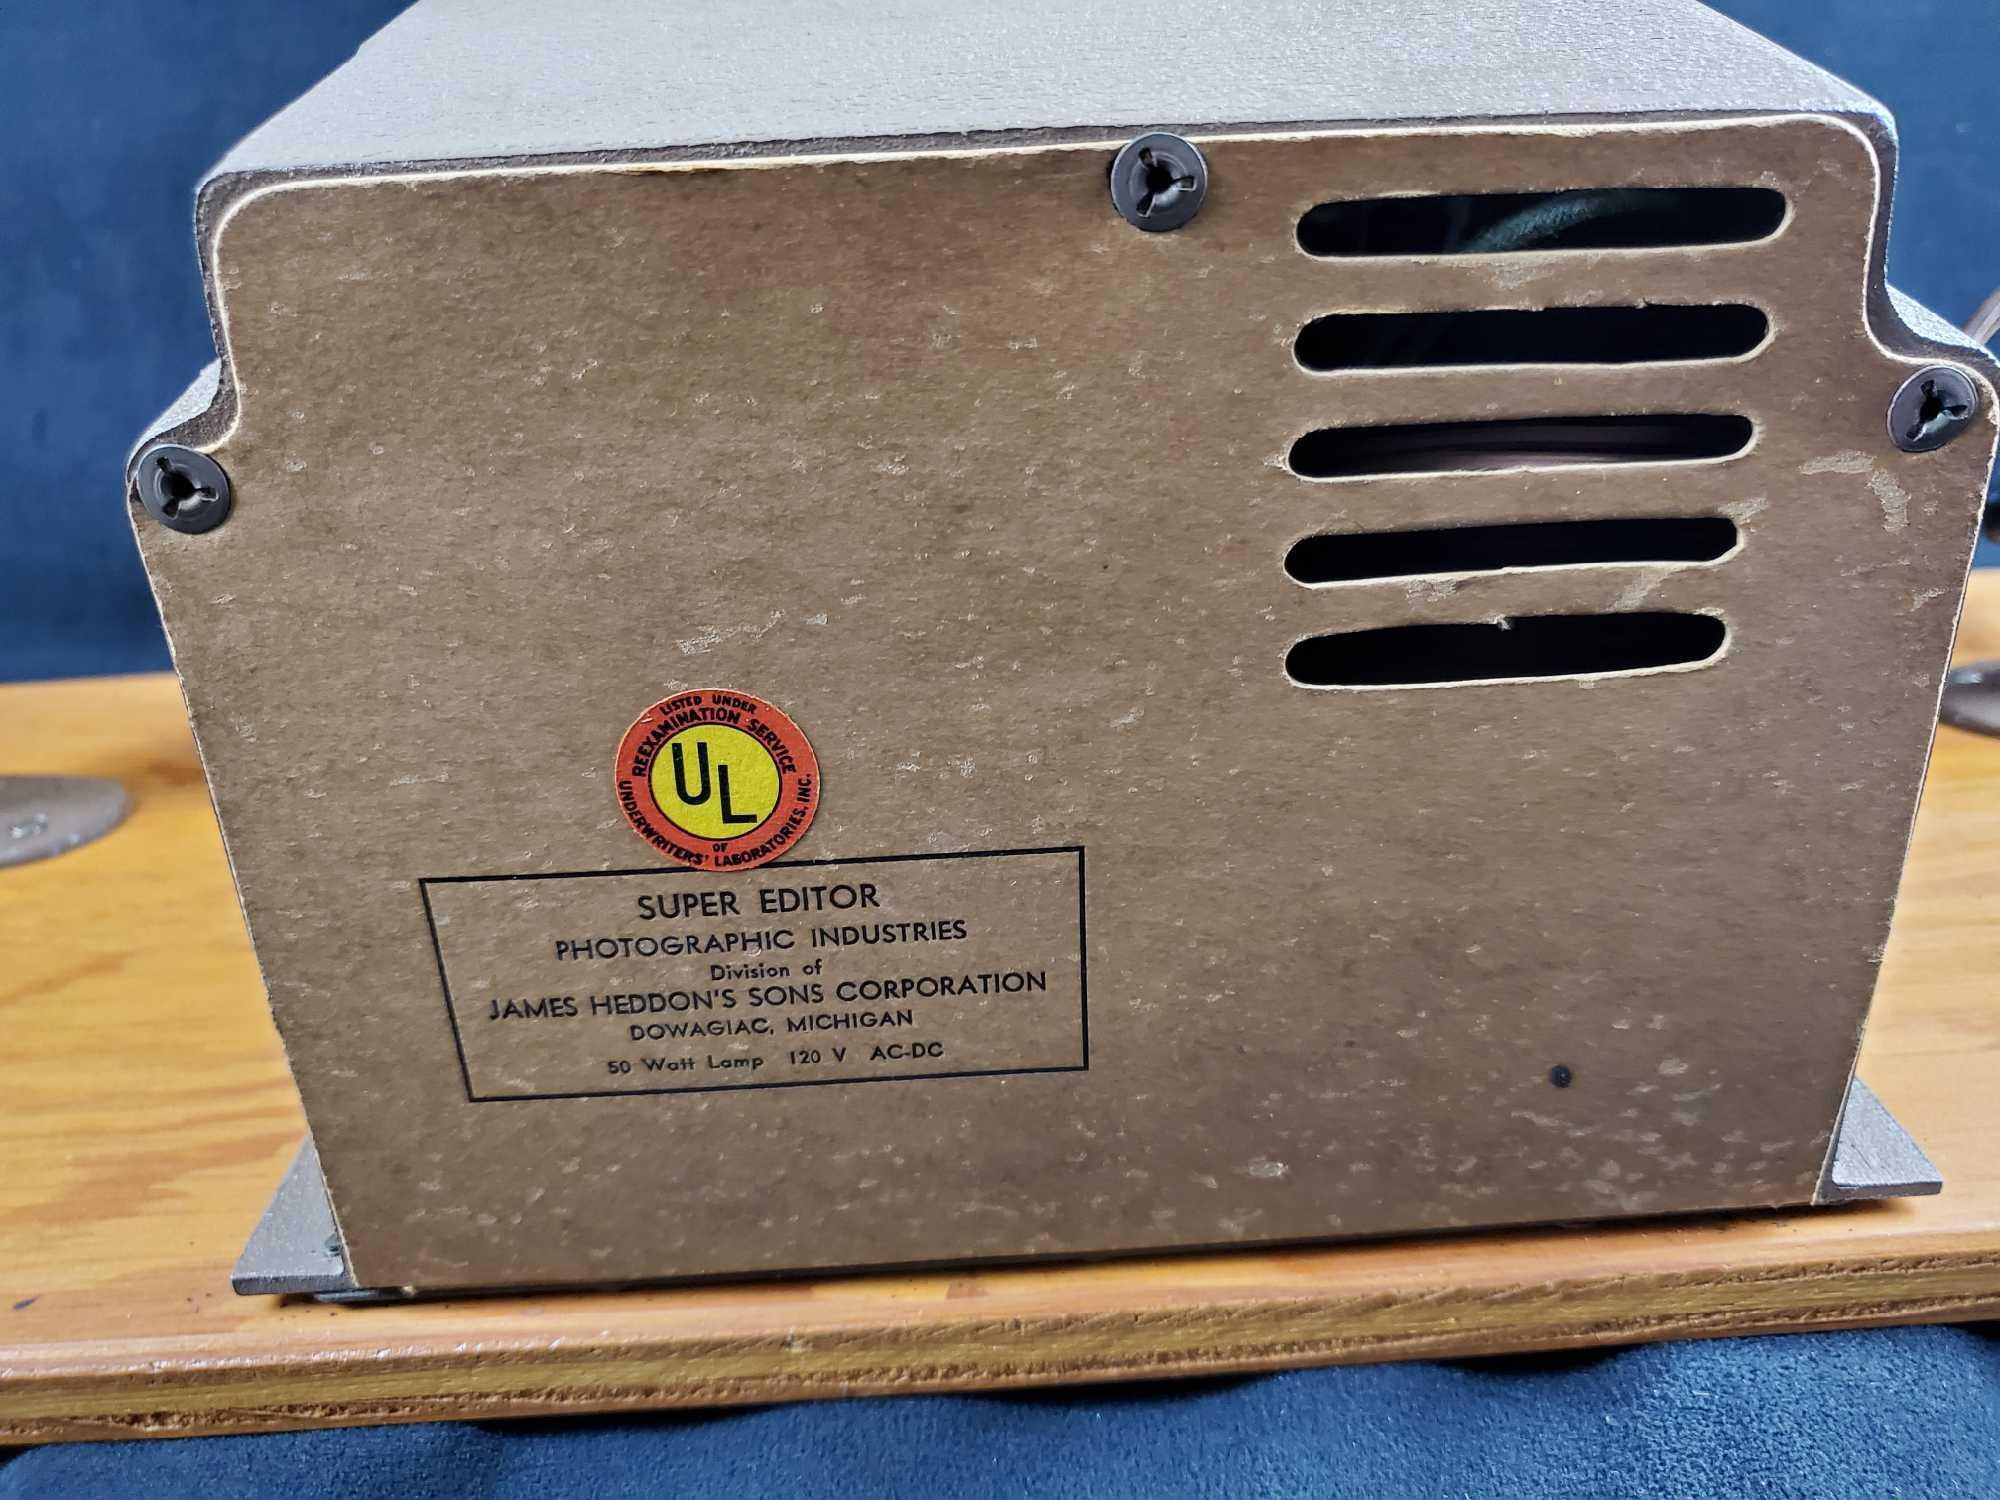 LISTED UNDER
REEXAMINATION SERVICE
UL
OF
UNDERWRITERS' LABORATORIES, INC.
SUPER EDITOR
PHOTOGRAPHIC INDUSTRIES
Division of
JAMES HEDDON'S SONS CORPORATION
DOWAGIAC, MICHIGAN
50 Watt Lamp 120 V AC-DC